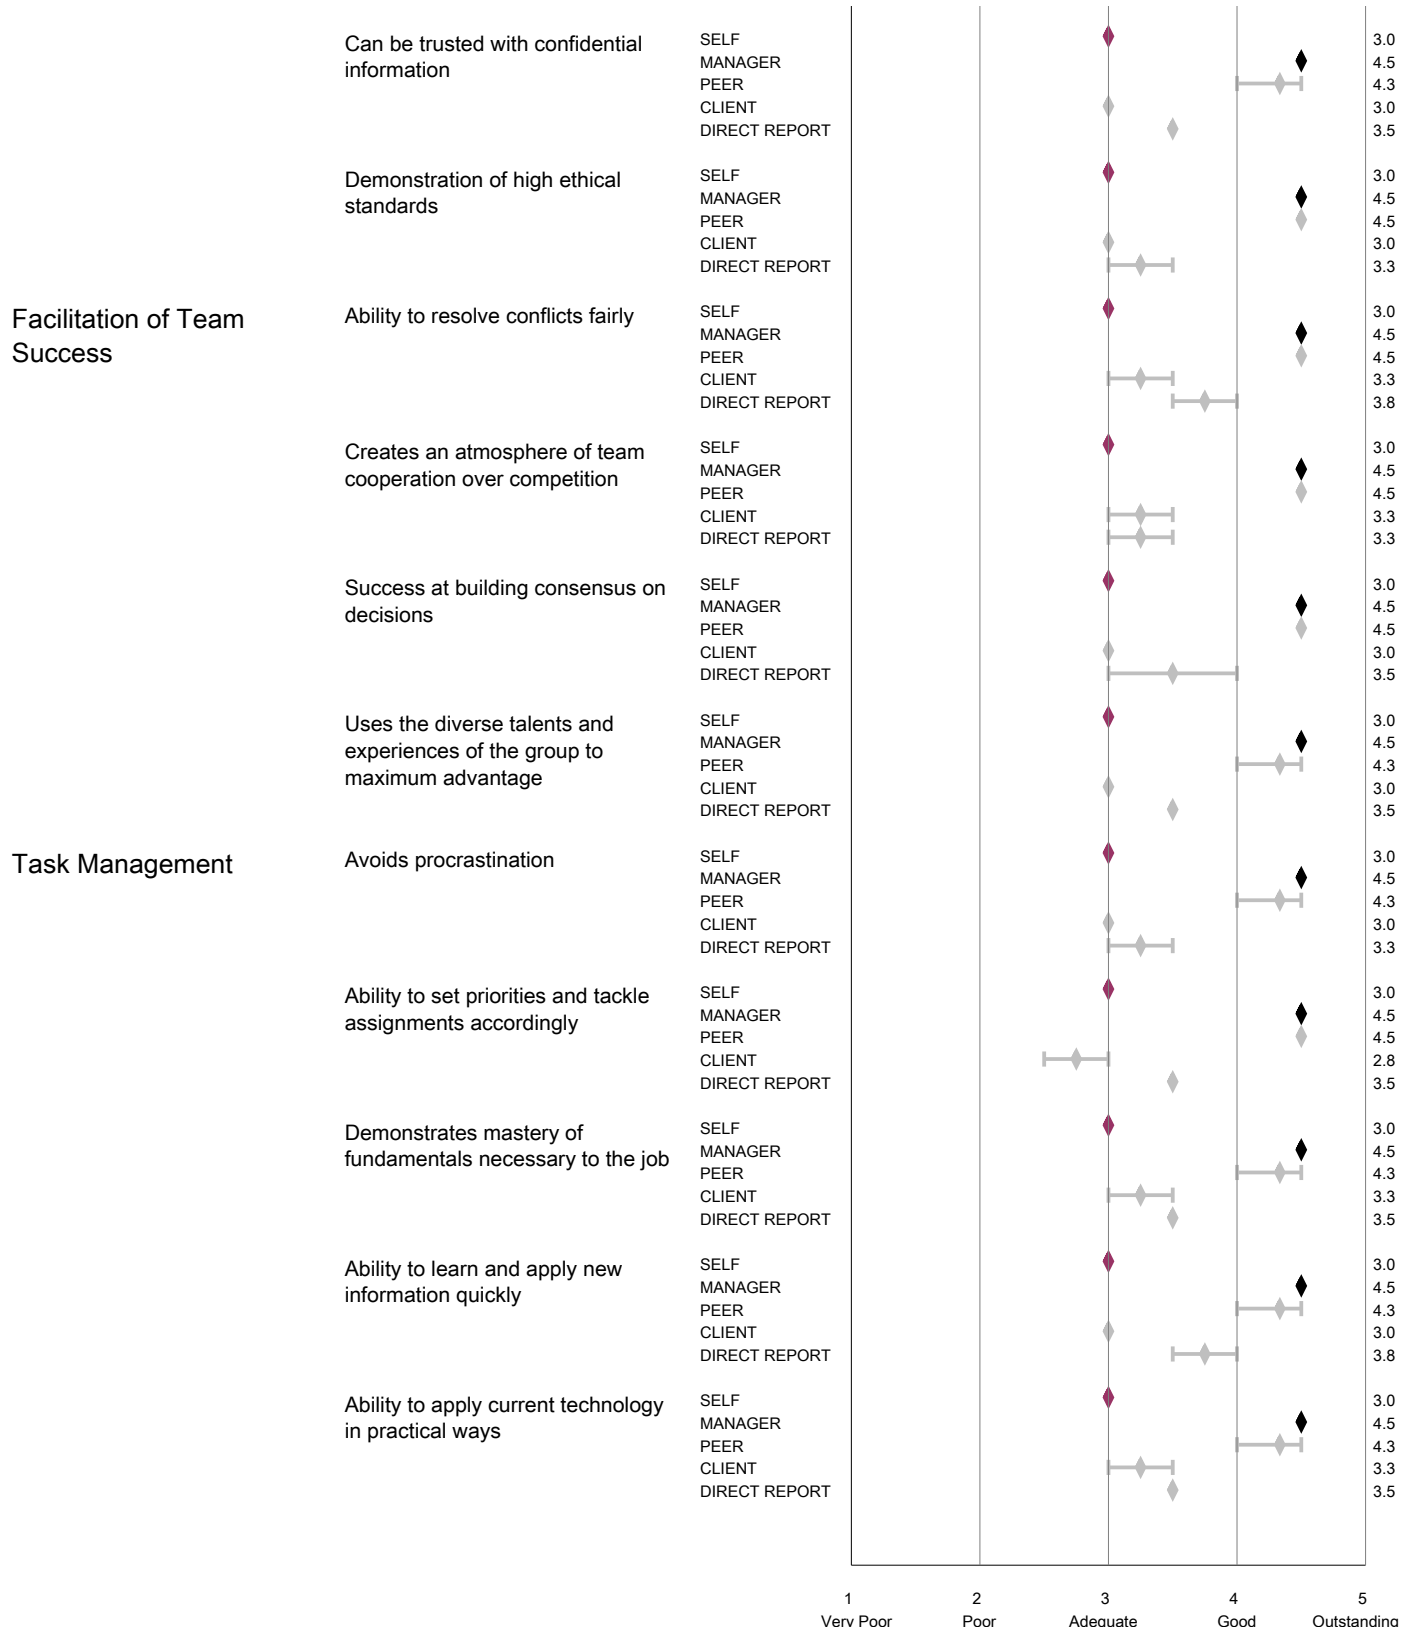 Can be trusted with confidential
information
SELF 3.0
MANAGER 4.5
PEER 4.3
CLIENT 3.0
DIRECT REPORT 3.5
Demonstration of high ethical
standards
SELF 3.0
MANAGER 4.5
PEER 4.5
CLIENT 3.0
DIRECT REPORT 3.3
Facilitation of Team
Success
Ability to resolve conflicts fairly
SELF 3.0
MANAGER 4.5
PEER 4.5
CLIENT 3.3
DIRECT REPORT 3.8
Creates an atmosphere of team
cooperation over competition
SELF 3.0
MANAGER 4.5
PEER 4.5
CLIENT 3.3
DIRECT REPORT 3.3
Success at building consensus on
decisions
SELF 3.0
MANAGER 4.5
PEER 4.5
CLIENT 3.0
DIRECT REPORT 3.5
Uses the diverse talents and
experiences of the group to
maximum advantage
SELF 3.0
MANAGER 4.5
PEER 4.3
CLIENT 3.0
DIRECT REPORT 3.5
Task Management
Avoids procrastination
SELF 3.0
MANAGER 4.5
PEER 4.3
CLIENT 3.0
DIRECT REPORT 3.3
Ability to set priorities and tackle
assignments accordingly
SELF 3.0
MANAGER 4.5
PEER 4.5
CLIENT 2.8
DIRECT REPORT 3.5
Demonstrates mastery of
fundamentals necessary to the job
SELF 3.0
MANAGER 4.5
PEER 4.3
CLIENT 3.3
DIRECT REPORT 3.5
Ability to learn and apply new
information quickly
SELF 3.0
MANAGER 4.5
PEER 4.3
CLIENT 3.0
DIRECT REPORT 3.8
Ability to apply current technology
in practical ways
SELF 3.0
MANAGER 4.5
PEER 4.3
CLIENT 3.3
DIRECT REPORT 3.5
1 2 3 4 5
Very Poor Poor Adequate Good Outstanding